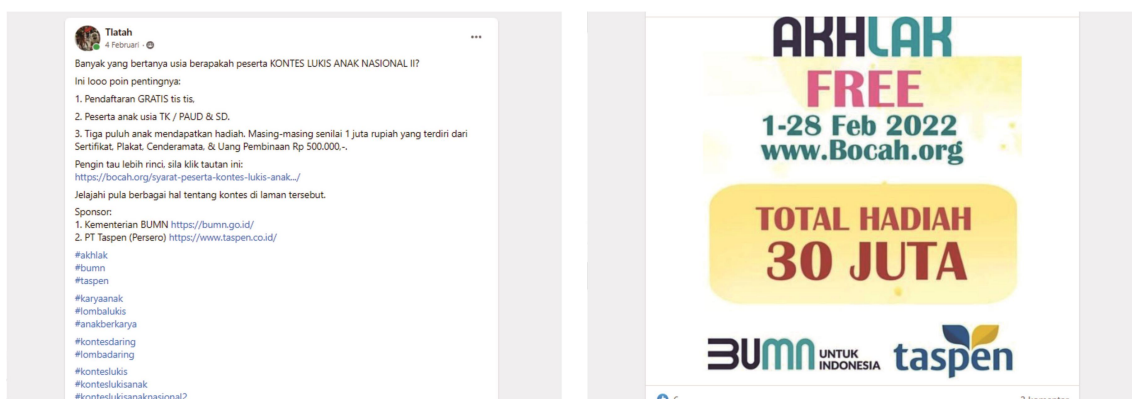 Tlatah
4 Februari ·
Banyak yang bertanya usia berapakah peserta KONTES LUKIS ANAK NASIONAL II?
Ini looo poin pentingnya:
1. Pendaftaran GRATIS tis tis.
2. Peserta anak usia TK / PAUD & SD.
3. Tiga puluh anak mendapatkan hadiah. Masing-masing senilai 1 juta rupiah yang terdiri dari
Sertifikat, Plakat, Cenderamata, & Uang Pembinaan Rp 500.000,-.
Pengin tau lebih rinci, sila klik tautan ini:
https://bocah.org/syarat-peserta-kontes-lukis-anak.../
Jelajahi pula berbagai hal tentang kontes di laman tersebut.
Sponsor:
1. Kementerian BUMN https://bumn.go.id/
2. PT Taspen (Persero) https://www.taspen.co.id/
#akhlak
#bumn
#taspen
#karyaanak
#lombalukis
#anakberkarya
#kontesdaring
#lombadaring
#konteslukis
#konteslukisanak
#konteslukisanaknasional2
AKHLAK
FREE
1-28 Feb 2022
www.Bocah.org
TOTAL HADIAH
30 JUTA
BUMN UNTUK
INDONESIA
taspen